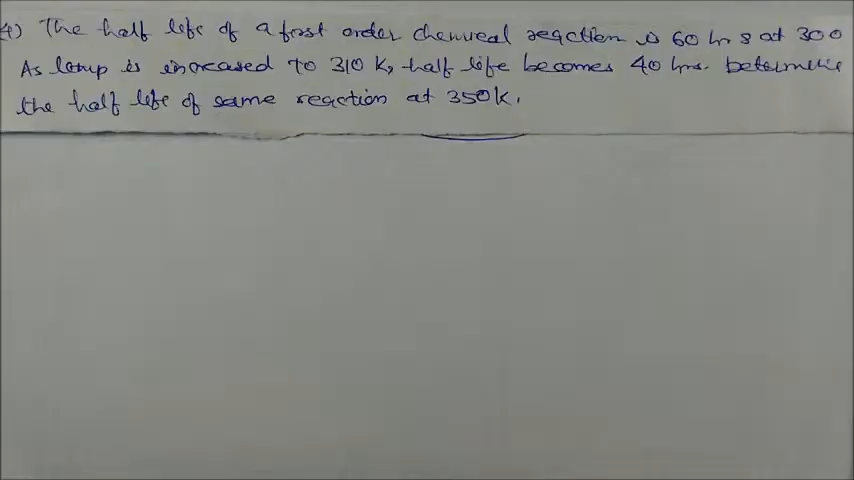 4) The half life of a first order chemical reaction is 60 hrs at 300
As temp is increased to 310 K, half life becomes 40 hrs. Determine
the half life of same reaction at 350K.